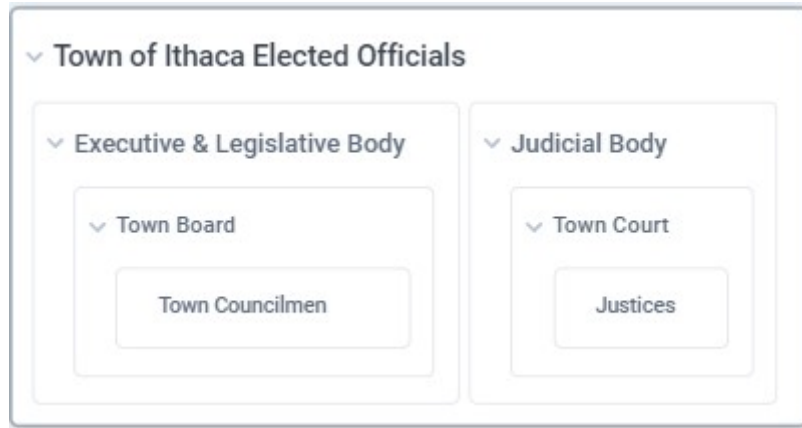 Town of Ithaca Elected Officials
Executive & Legislative Body
Judicial Body
Town Board
Town Court
Town Councilmen
Justices